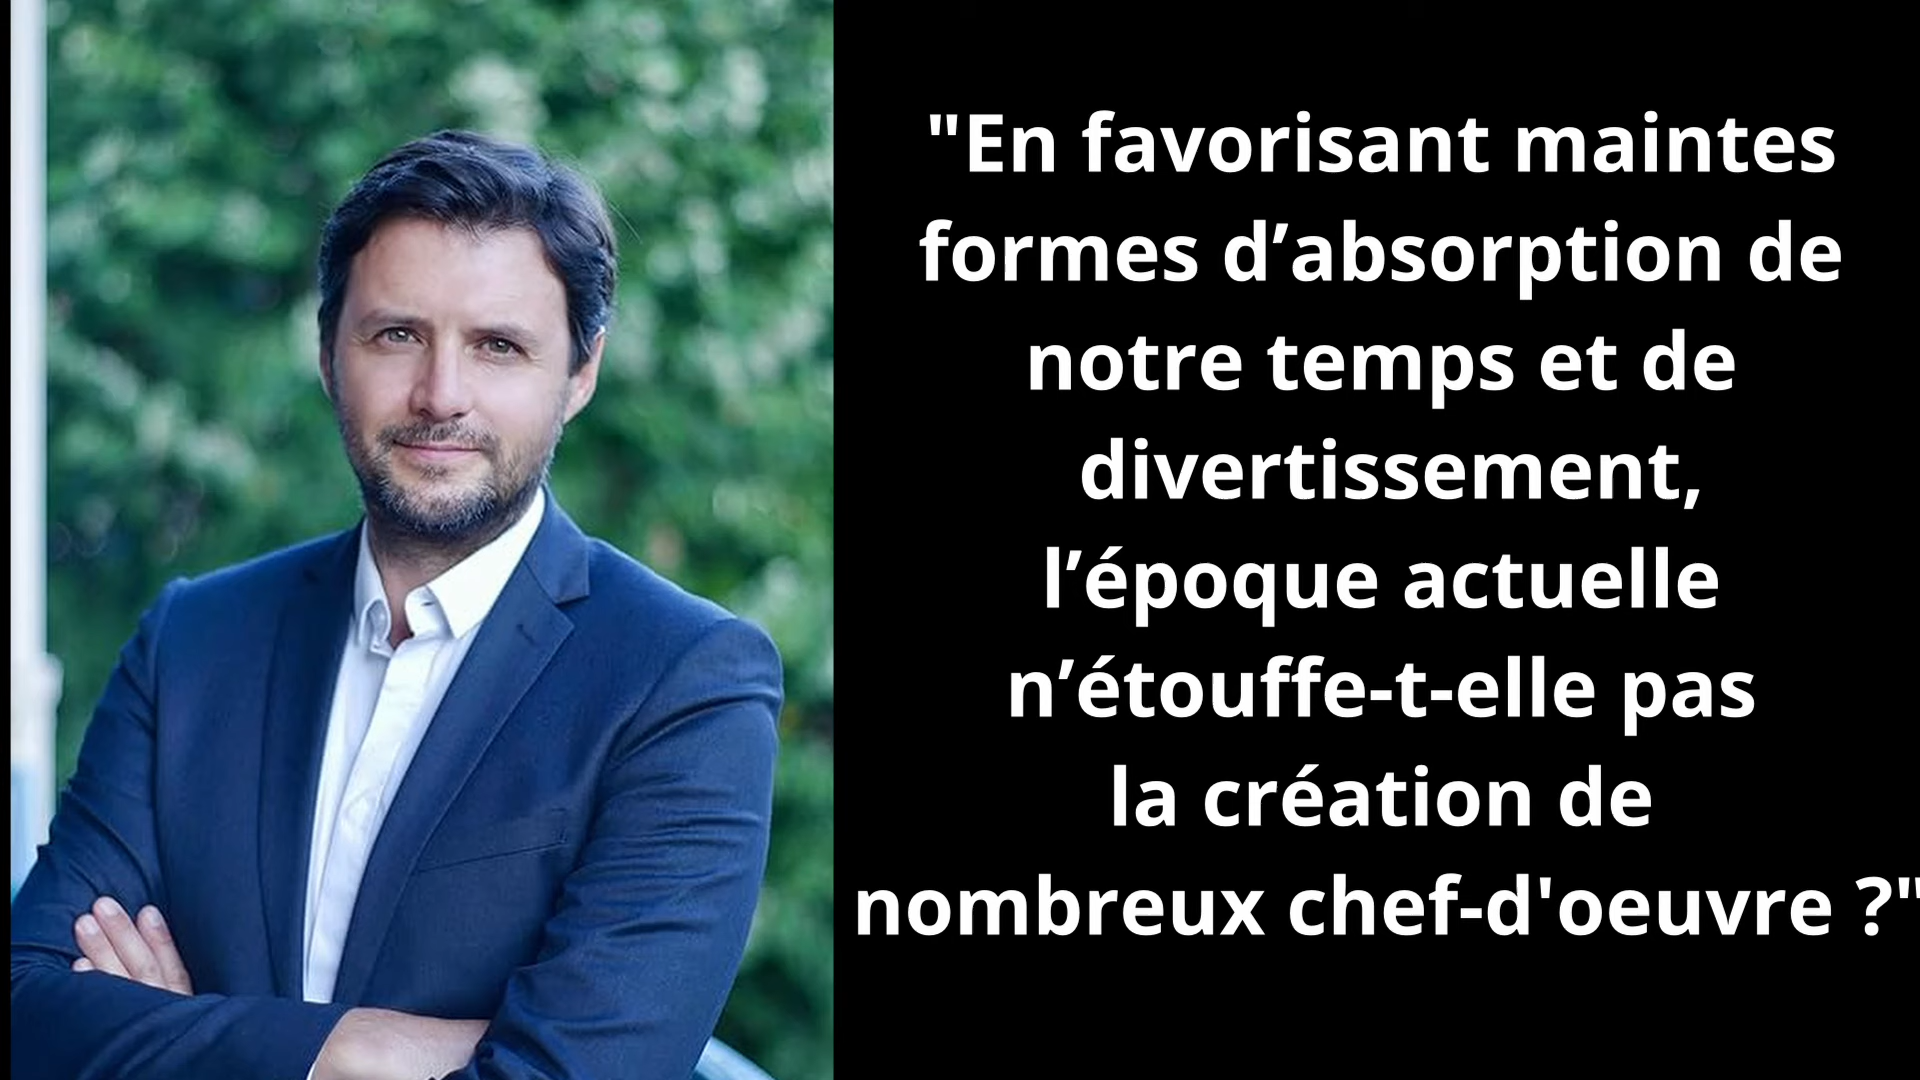 "En favorisant maintes
formes d’absorption de
notre temps et de
divertissement,
l’époque actuelle
n’étouffe-t-elle pas
la création de
nombreux chef-d'oeuvre ?"